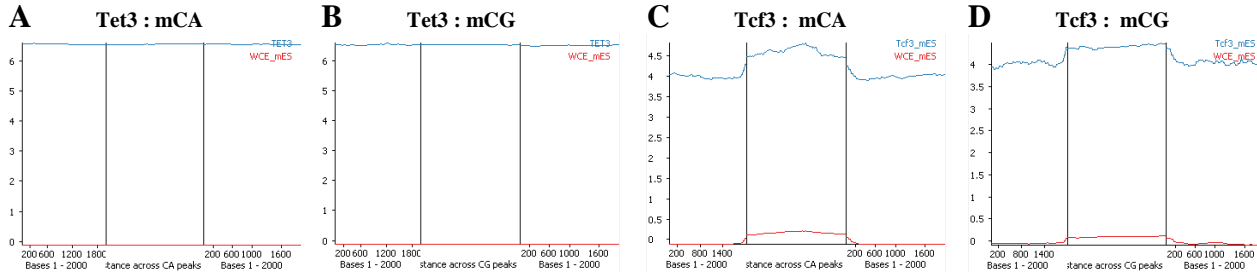 A Tet3 : mCA
TET3
WCE_mES
6
5
4
3
2
1
0
200 600 1200 1800 200 600 1000 1600
Bases 1 - 2000 stance across CA peaks Bases 1 - 2000
B Tet3 : mCG
TET3
WCE_mES
6
5
4
3
2
1
0
200 600 1200 1800 200 600 1000 1600
Bases 1 - 2000 stance across CG peaks Bases 1 - 2000
C Tcf3 : mCA
Tcf3_mES
WCE_mES
4.5
4
3.5
3
2.5
2
1.5
1
0.5
0
200 800 1400 200 800 1600
Bases 1 - 2000 stance across CA peaks Bases 1 - 2000
D Tcf3 : mCG
Tcf3_mES
WCE_mES
4
3.5
3
2.5
2
1.5
1
0.5
0
200 800 1400 200 1000 1600
Bases 1 - 2000 stance across CG peaks Bases 1 - 2000